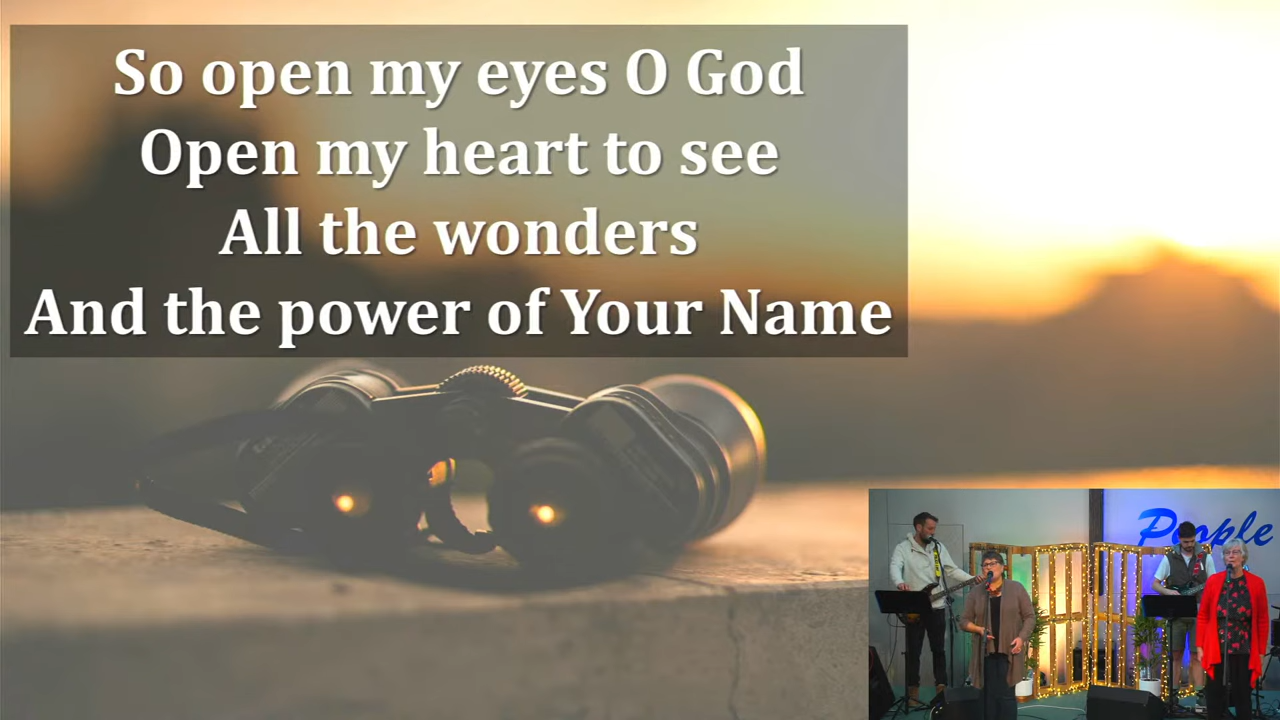 So open my eyes O God
Open my heart to see
All the wonders
And the power of Your Name
People